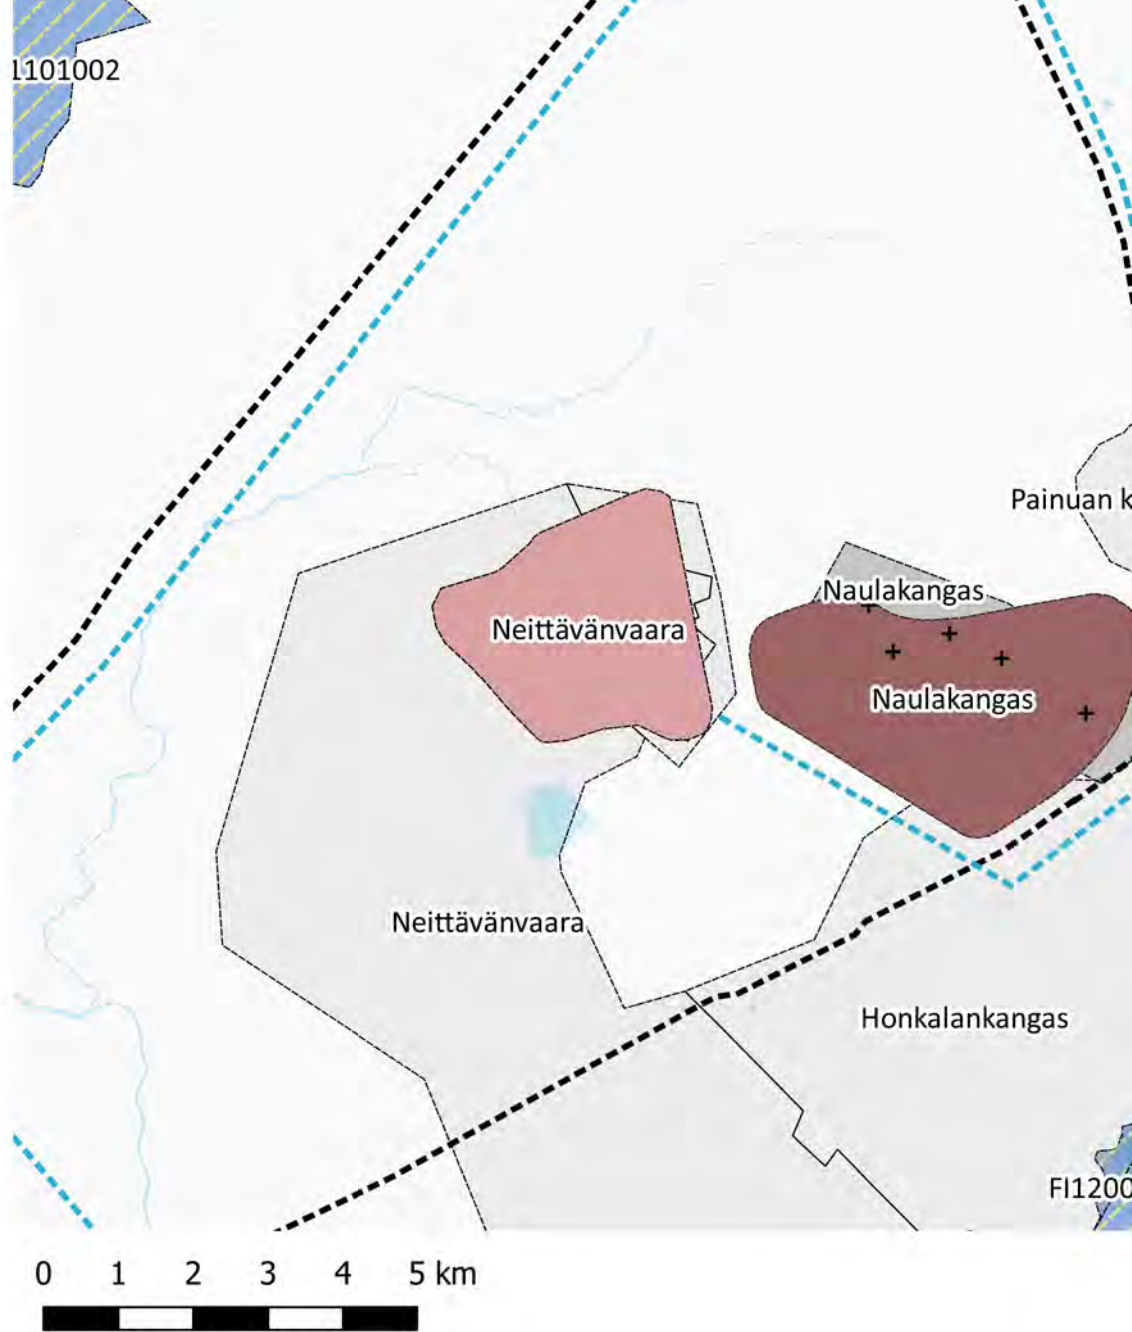 1101002
Painuan k
Naulakangas
Neittävänvaara
Naulakangas
Neittävänvaara
Honkalankangas
FI1200
0 1 2 3 4 5 km